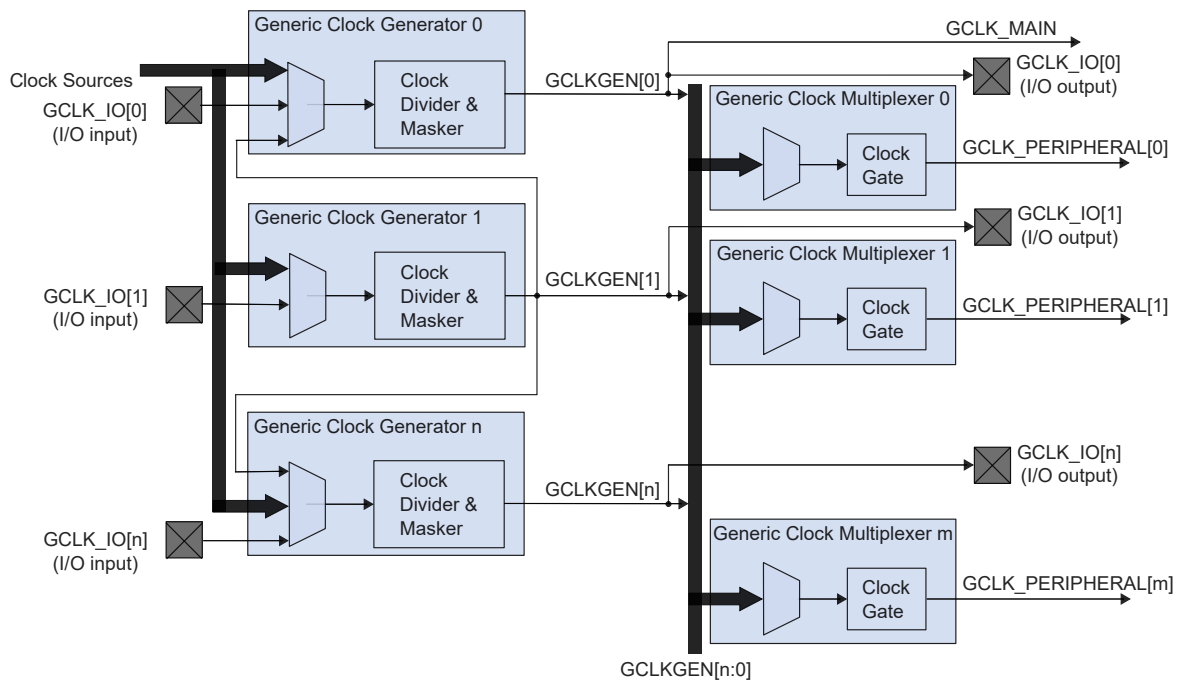 Generic Clock Generator 0
Clock Sources
GCLK_IO[0]
(I/O input)
Clock
Divider &
Masker
GCLKGEN[0]
GCLK_MAIN
GCLK_IO[0]
(I/O output)
Generic Clock Multiplexer 0
Clock
Gate
GCLK_PERIPHERAL[0]
Generic Clock Generator 1
GCLK_IO[1]
(I/O input)
Clock
Divider &
Masker
GCLKGEN[1]
GCLK_IO[1]
(I/O output)
Generic Clock Multiplexer 1
Clock
Gate
GCLK_PERIPHERAL[1]
Generic Clock Generator n
GCLK_IO[n]
(I/O input)
Clock
Divider &
Masker
GCLKGEN[n]
GCLK_IO[n]
(I/O output)
Generic Clock Multiplexer m
Clock
Gate
GCLK_PERIPHERAL[m]
GCLKGEN[n:0]